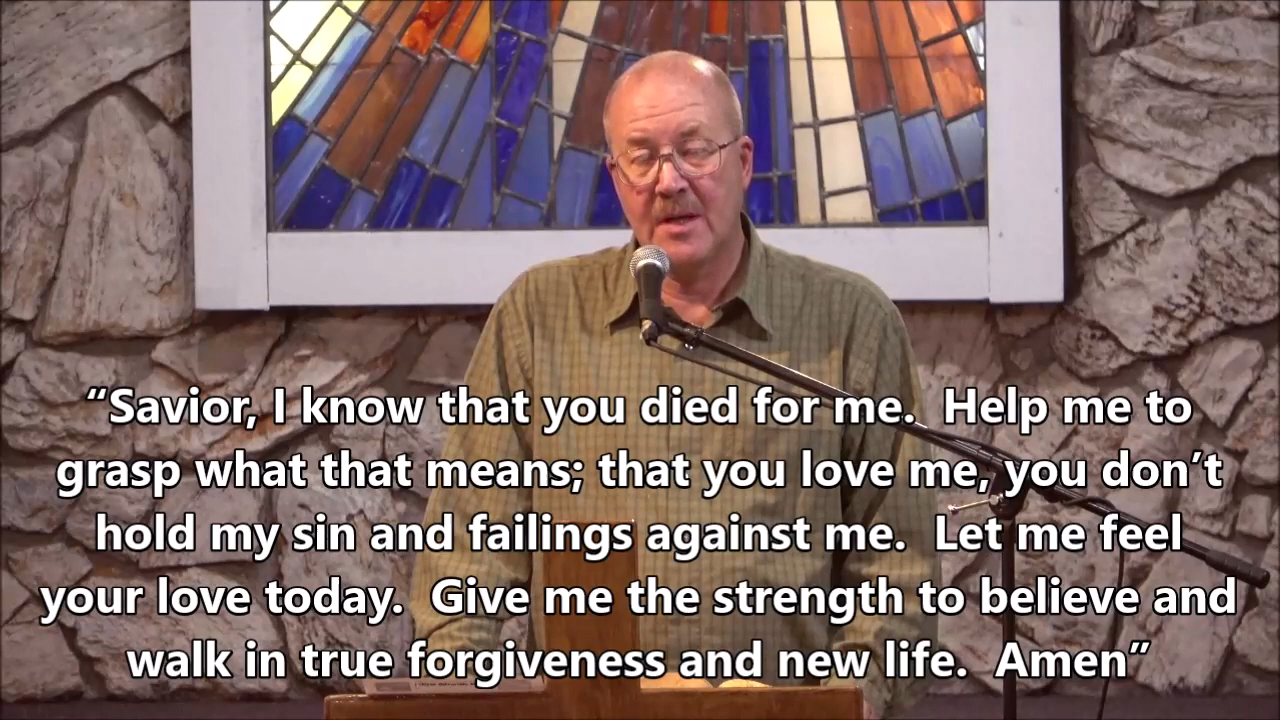 “Savior, I know that you died for me.  Help me to
grasp what that means; that you love me, you don’t
hold my sin and failings against me.  Let me feel
your love today.  Give me the strength to believe and
walk in true forgiveness and new life.  Amen”